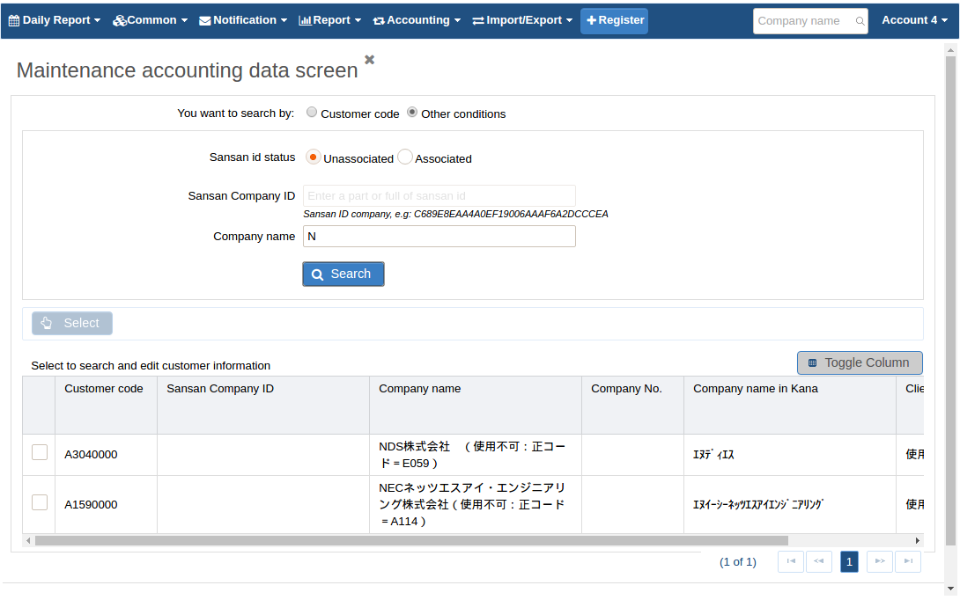 Daily Report Common Notification Report Accounting Import/Export Register Company name Account 4
Maintenance accounting data screen
You want to search by: Customer code Other conditions
Sansan id status Unassociated Associated
Sansan Company ID Enter a part or full of sansan id
Sansan ID company, e.g: C689E8EAA4A0EF19006AAAF6A2DCCCEA
Company name N
Search
Select
Select to search and edit customer information Toggle Column
Customer code Sansan Company ID Company name Company No. Company name in Kana Clie
A3040000 NDS株式会社 （使用不可：正コー ｴﾇﾃﾞｨｴｽ 使用
ド＝E059）
NECネッツエスアイ・エンジニアリ
A1590000 ング株式会社（使用不可：正コード ｴﾇｲｰｼｰﾈｯﾂｴｽｱｲｴﾝｼﾞﾆｱﾘﾝｸﾞ 使用
＝A114）
(1 of 1) 1